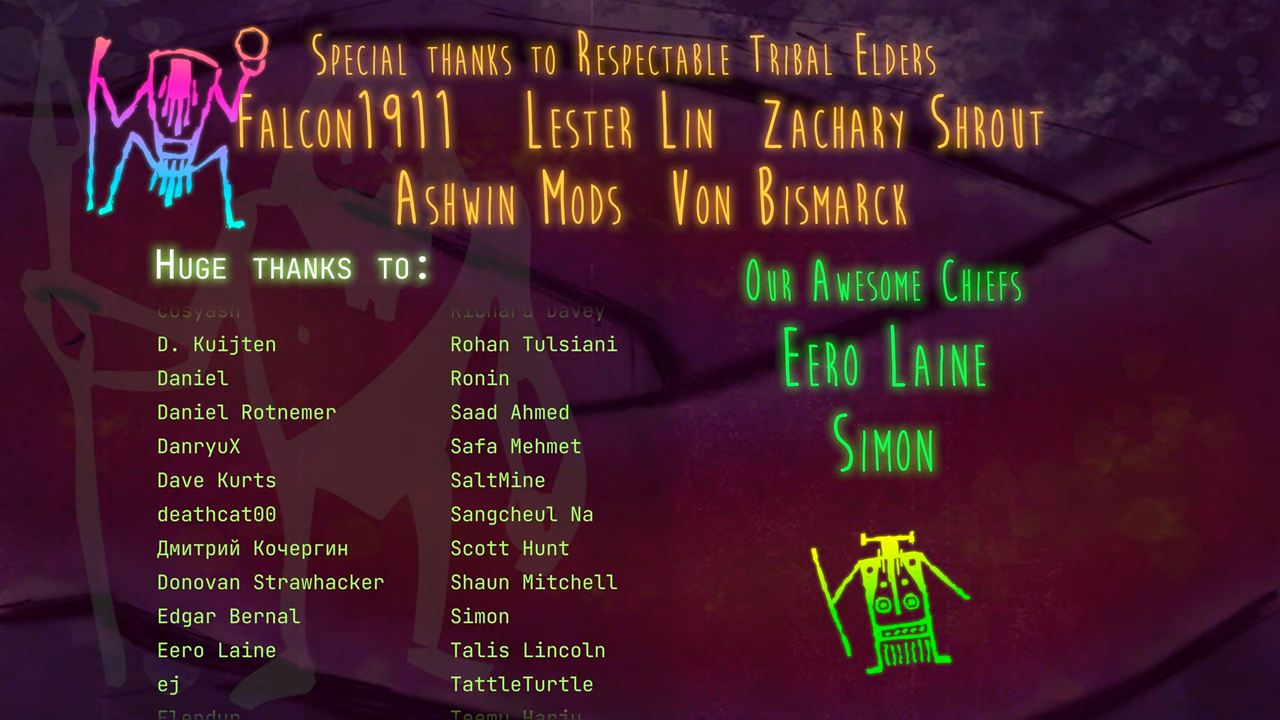 Special thanks to Respectable Tribal Elders
Falcon1911 Lester Lin Zachary Shrout
Ashwin Mods Von Bismarck
Huge thanks to:
cosyash
D. Kuijten
Daniel
Daniel Rotnemer
DanryuX
Dave Kurts
deathcat00
Дмитрий Кочергин
Donovan Strawhacker
Edgar Bernal
Eero Laine
ej
Richard Davey
Rohan Tulsiani
Ronin
Saad Ahmed
Safa Mehmet
SaltMine
Sangcheul Na
Scott Hunt
Shaun Mitchell
Simon
Talis Lincoln
TattleTurtle
Our Awesome Chiefs
Eero Laine
Simon